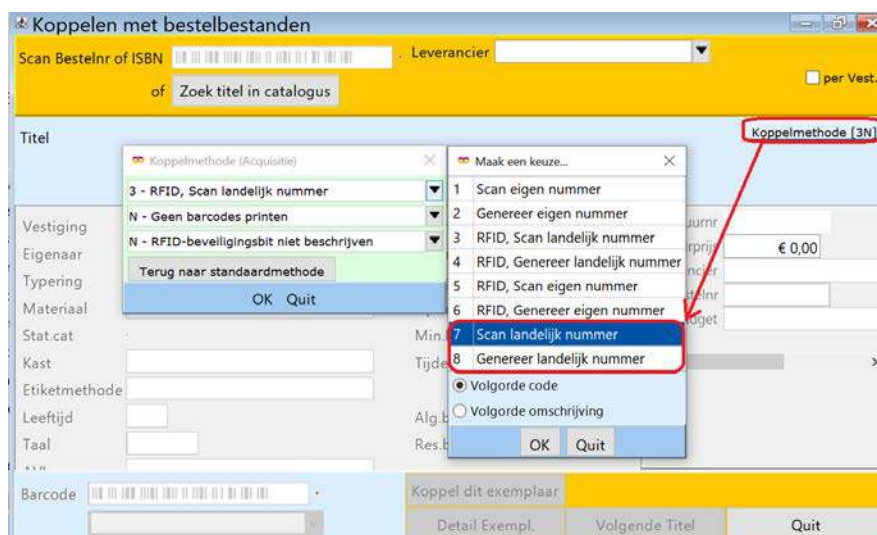 Koppelen met bestelbestanden
Scan Bestelnr of ISBN . Leverancier
per Vest.
of Zoek titel in catalogus
Titel
Koppelmethode [3N]
Koppelmethode (Acquisitie)
3 - RFID, Scan landelijk nummer
N - Geen barcodes printen
N - RFID-beveiligingsbit niet beschrijven
Terug naar standaardmethode
OK Quit
Maak een keuze...
1 Scan eigen nummer
2 Genereer eigen nummer
3 RFID, Scan landelijk nummer
4 RFID, Genereer landelijk nummer
5 RFID, Scan eigen nummer
6 RFID, Genereer eigen nummer
7 Scan landelijk nummer
8 Genereer landelijk nummer
Volgorde code
Volgorde omschrijving
OK Quit
Vestiging
Eigenaar
€ 0,00
Typering
Materiaal
Stat.cat
Kast
Etiketmethode
Leeftijd
Taal
Barcode
Koppel dit exemplaar
Detail Exempl. Volgende Titel Quit